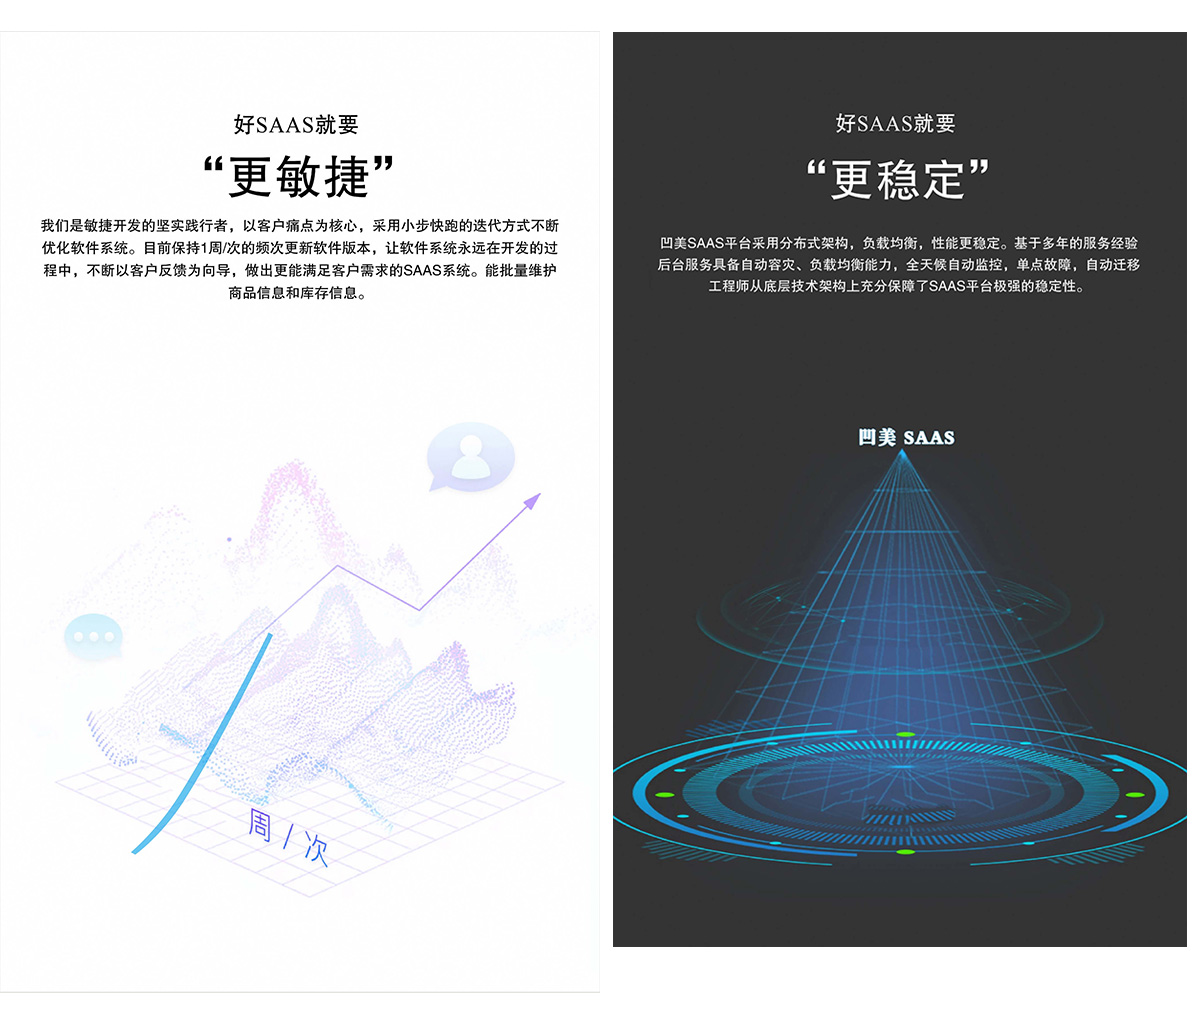 好SAAS就要
“更敏捷”
我们是敏捷开发的坚实践行者，以客户痛点为核心，采用小步快跑的迭代方式不断
优化软件系统。目前保持1周/次的频次更新软件版本，让软件系统永远在开发的过
程中，不断以客户反馈为向导，做出更能满足客户需求的SAAS系统。能批量维护
商品信息和库存信息。
周/次
好SAAS就要
“更稳定”
凹美SAAS平台采用分布式架构，负载均衡，性能更稳定。基于多年的服务经验
后台服务具备自动容灾、负载均衡能力，全天候自动监控，单点故障，自动迁移
工程师从底层技术架构上充分保障了SAAS平台极强的稳定性。
凹美 SAAS